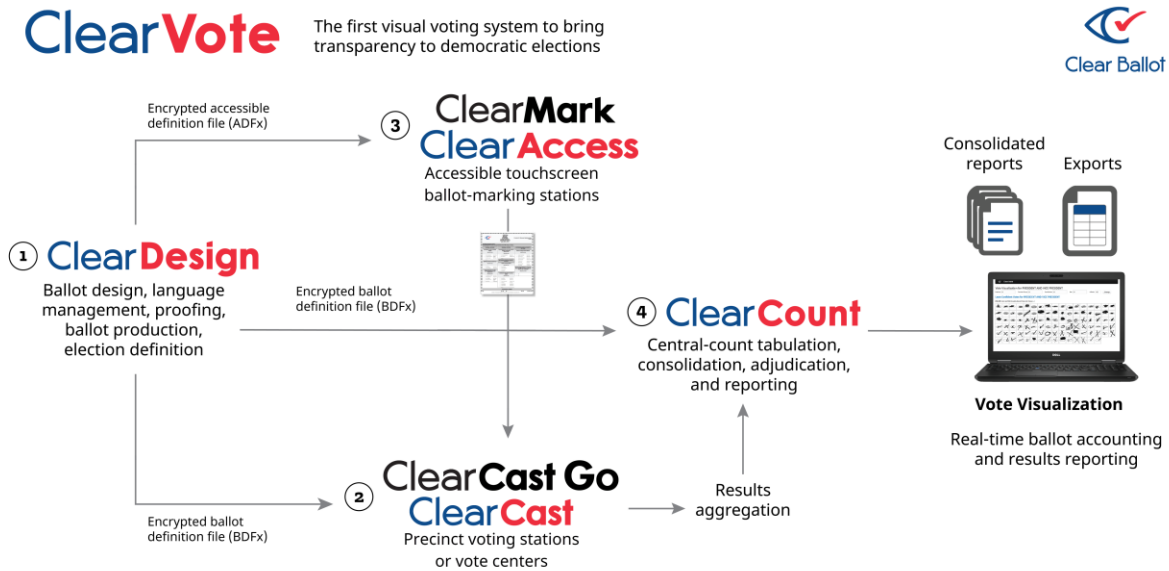 ClearVote
The first visual voting system to bring
transparency to democratic elections
Clear Ballot
Encrypted accessible
definition file (ADFx)
3
ClearMark
ClearAccess
Accessible touchscreen
ballot-marking stations
Consolidated
reports
Exports
1
ClearDesign
Ballot design, language
management, proofing,
ballot production,
election definition
Encrypted ballot
definition file (BDFx)
4
ClearCount
Central-count tabulation,
consolidation, adjudication,
and reporting
Vote Visualization
Real-time ballot accounting
and results reporting
2
ClearCast Go
ClearCast
Precinct voting stations
or vote centers
Results
aggregation
Encrypted ballot
definition file (BDFx)